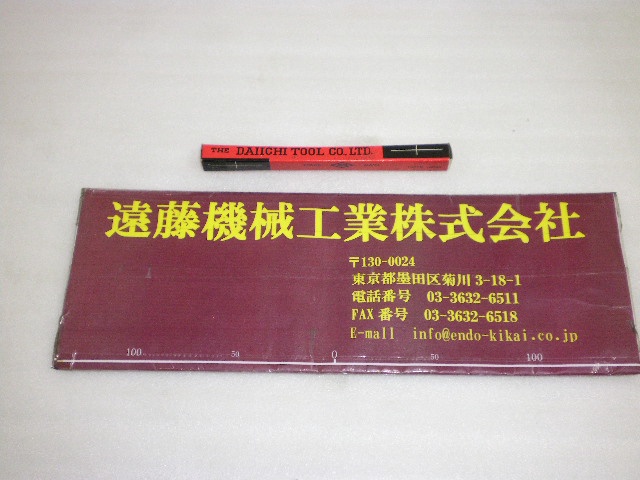 THE DAIICHI TOOL CO. LTD.
遠藤機械工業株式会社
〒130-0024
東京都墨田区菊川 3-18-1
電話番号 03-3632-6511
FAX 番号 03-3632-6518
E-mall info@endo-kikai.co.jp
100 50 0 50 100